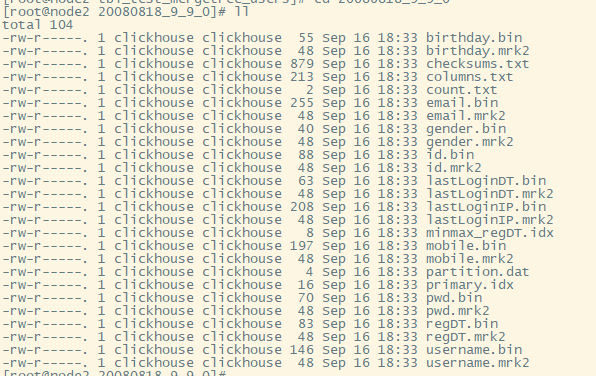 [root@node2 tbl_test_mergetree_users]# cd 20080818_9_9_0
[root@node2 20080818_9_9_0]# ll
total 104
-rw-r-----. 1 clickhouse clickhouse  55 Sep 16 18:33 birthday.bin
-rw-r-----. 1 clickhouse clickhouse  48 Sep 16 18:33 birthday.mrk2
-rw-r-----. 1 clickhouse clickhouse 879 Sep 16 18:33 checksums.txt
-rw-r-----. 1 clickhouse clickhouse 213 Sep 16 18:33 columns.txt
-rw-r-----. 1 clickhouse clickhouse   2 Sep 16 18:33 count.txt
-rw-r-----. 1 clickhouse clickhouse 255 Sep 16 18:33 email.bin
-rw-r-----. 1 clickhouse clickhouse  48 Sep 16 18:33 email.mrk2
-rw-r-----. 1 clickhouse clickhouse  40 Sep 16 18:33 gender.bin
-rw-r-----. 1 clickhouse clickhouse  48 Sep 16 18:33 gender.mrk2
-rw-r-----. 1 clickhouse clickhouse  88 Sep 16 18:33 id.bin
-rw-r-----. 1 clickhouse clickhouse  48 Sep 16 18:33 id.mrk2
-rw-r-----. 1 clickhouse clickhouse  63 Sep 16 18:33 lastLoginDT.bin
-rw-r-----. 1 clickhouse clickhouse  48 Sep 16 18:33 lastLoginDT.mrk2
-rw-r-----. 1 clickhouse clickhouse 208 Sep 16 18:33 lastLoginIP.bin
-rw-r-----. 1 clickhouse clickhouse  48 Sep 16 18:33 lastLoginIP.mrk2
-rw-r-----. 1 clickhouse clickhouse   8 Sep 16 18:33 minmax_regDT.idx
-rw-r-----. 1 clickhouse clickhouse 197 Sep 16 18:33 mobile.bin
-rw-r-----. 1 clickhouse clickhouse  48 Sep 16 18:33 mobile.mrk2
-rw-r-----. 1 clickhouse clickhouse   4 Sep 16 18:33 partition.dat
-rw-r-----. 1 clickhouse clickhouse  16 Sep 16 18:33 primary.idx
-rw-r-----. 1 clickhouse clickhouse  70 Sep 16 18:33 pwd.bin
-rw-r-----. 1 clickhouse clickhouse  48 Sep 16 18:33 pwd.mrk2
-rw-r-----. 1 clickhouse clickhouse  83 Sep 16 18:33 regDT.bin
-rw-r-----. 1 clickhouse clickhouse  48 Sep 16 18:33 regDT.mrk2
-rw-r-----. 1 clickhouse clickhouse 146 Sep 16 18:33 username.bin
-rw-r-----. 1 clickhouse clickhouse  48 Sep 16 18:33 username.mrk2
[root@node2 20080818_9_9_0]#